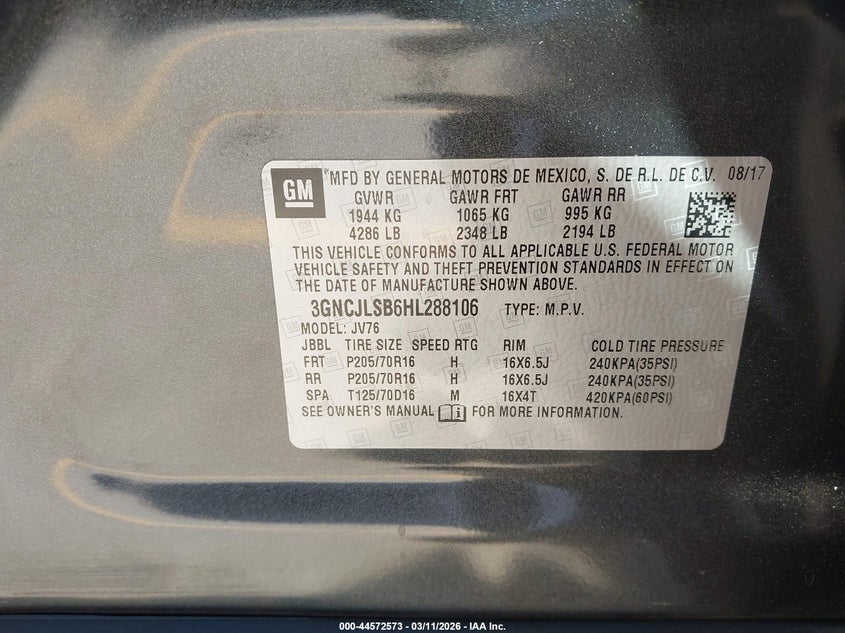 GM MFD BY GENERAL MOTORS DE MEXICO, S. DE R.L. DE C.V. 08/17
GVWR GAWR FRT GAWR RR
1944 KG 1065 KG 995 KG
4286 LB 2348 LB 2194 LB
THIS VEHICLE CONFORMS TO ALL APPLICABLE U.S. FEDERAL MOTOR
VEHICLE SAFETY AND THEFT PREVENTION STANDARDS IN EFFECT ON
THE DATE OF MANUFACTURE SHOWN ABOVE.
3GNCJLSB6HL288106 TYPE: M.P.V.
MODEL: JV76
JBBL TIRE SIZE SPEED RTG RIM COLD TIRE PRESSURE
FRT P205/70R16 H 16X6.5J 240KPA(35PSI)
RR P205/70R16 H 16X6.5J 240KPA(35PSI)
SPA T125/70D16 M 16X4T 420KPA(60PSI)
SEE OWNER'S MANUAL FOR MORE INFORMATION.
000-44572573 - 03/11/2026 - IAA Inc.